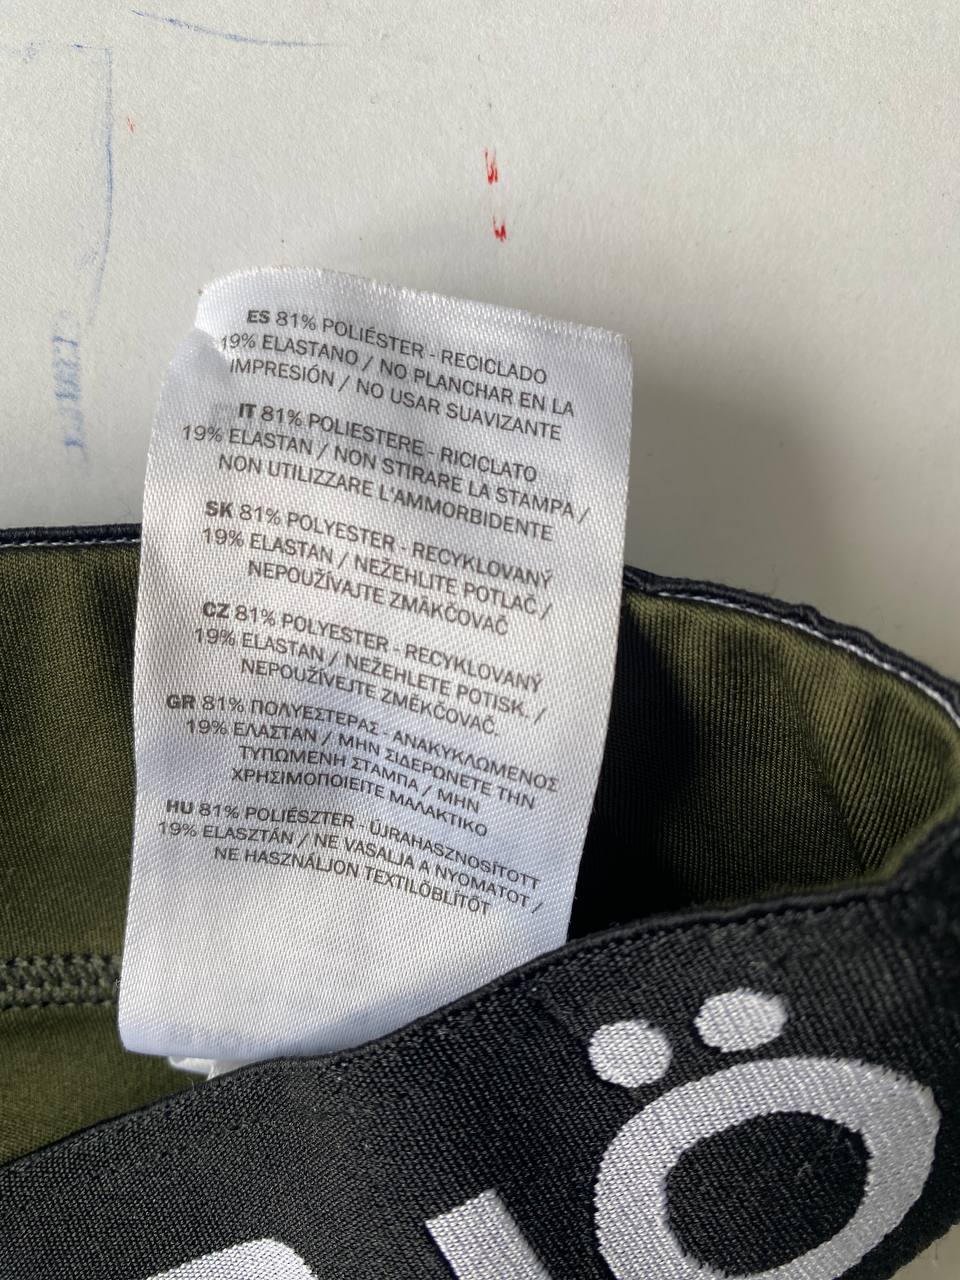 ES 81% POLIÉSTER - RECICLADO
19% ELASTANO / NO PLANCHAR EN LA
IMPRESIÓN / NO USAR SUAVIZANTE
IT 81% POLIESTERE - RICICLATO
19% ELASTAN / NON STIRARE LA STAMPA /
NON UTILIZZARE L'AMMORBIDENTE
SK 81% POLYESTER - RECYKLOVANÝ
19% ELASTAN / NEŽEHLITE POTLAČ /
NEPOUŽÍVAJTE ZMÄKČOVAČ
CZ 81% POLYESTER - RECYKLOVANÝ
19% ELASTAN / NEŽEHLETE POTISK. /
NEPOUŽÍVEJTE ZMĚKČOVAČ.
GR 81% ΠΟΛΥΕΣΤΕΡΑΣ - ΑΝΑΚΥΚΛΩΜΕΝΟΣ
19% ΕΛΑΣΤΑΝ / ΜΗΝ ΣΙΔΕΡΩΝΕΤΕ ΤΗΝ
ΤΥΠΩΜΕΝΗ ΣΤΑΜΠΑ / ΜΗΝ
ΧΡΗΣΙΜΟΠΟΙΕΙΤΕ ΜΑΛΑΚΤΙΚΟ
HU 81% POLIÉSZTER - ÚJRAHASZNOSÍTOTT
19% ELASZTÁN / NE VASALJA A NYOMATOT /
NE HASZNÁLJON TEXTILÖBLÍTŐT